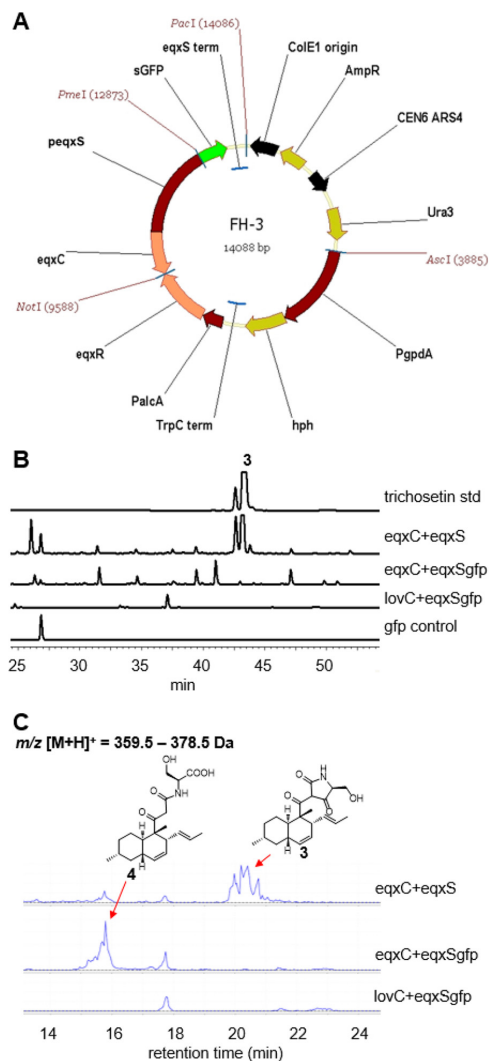 A
PacI (14086)
eqxS term
ColE1 origin
sGFP
AmpR
PmeI (12873)
CEN6 ARS4
peqxS
FH-3
14088 bp
Ura3
eqxC
AscI (3885)
NotI (9588)
eqxR
PgpdA
PalcA
TrpC term
hph
B
3
trichosetin std
eqxC+eqxS
eqxC+eqxSgfp
lovC+eqxSgfp
gfp control
25 30 35 40 45 50
min
C
m/z [M+H]+ = 359.5 – 378.5 Da
HO
COOH
NH
O
O
H
H
4
O
NH
OH
O
O
H
H
3
eqxC+eqxS
eqxC+eqxSgfp
lovC+eqxSgfp
14 16 18 20 22 24
retention time (min)